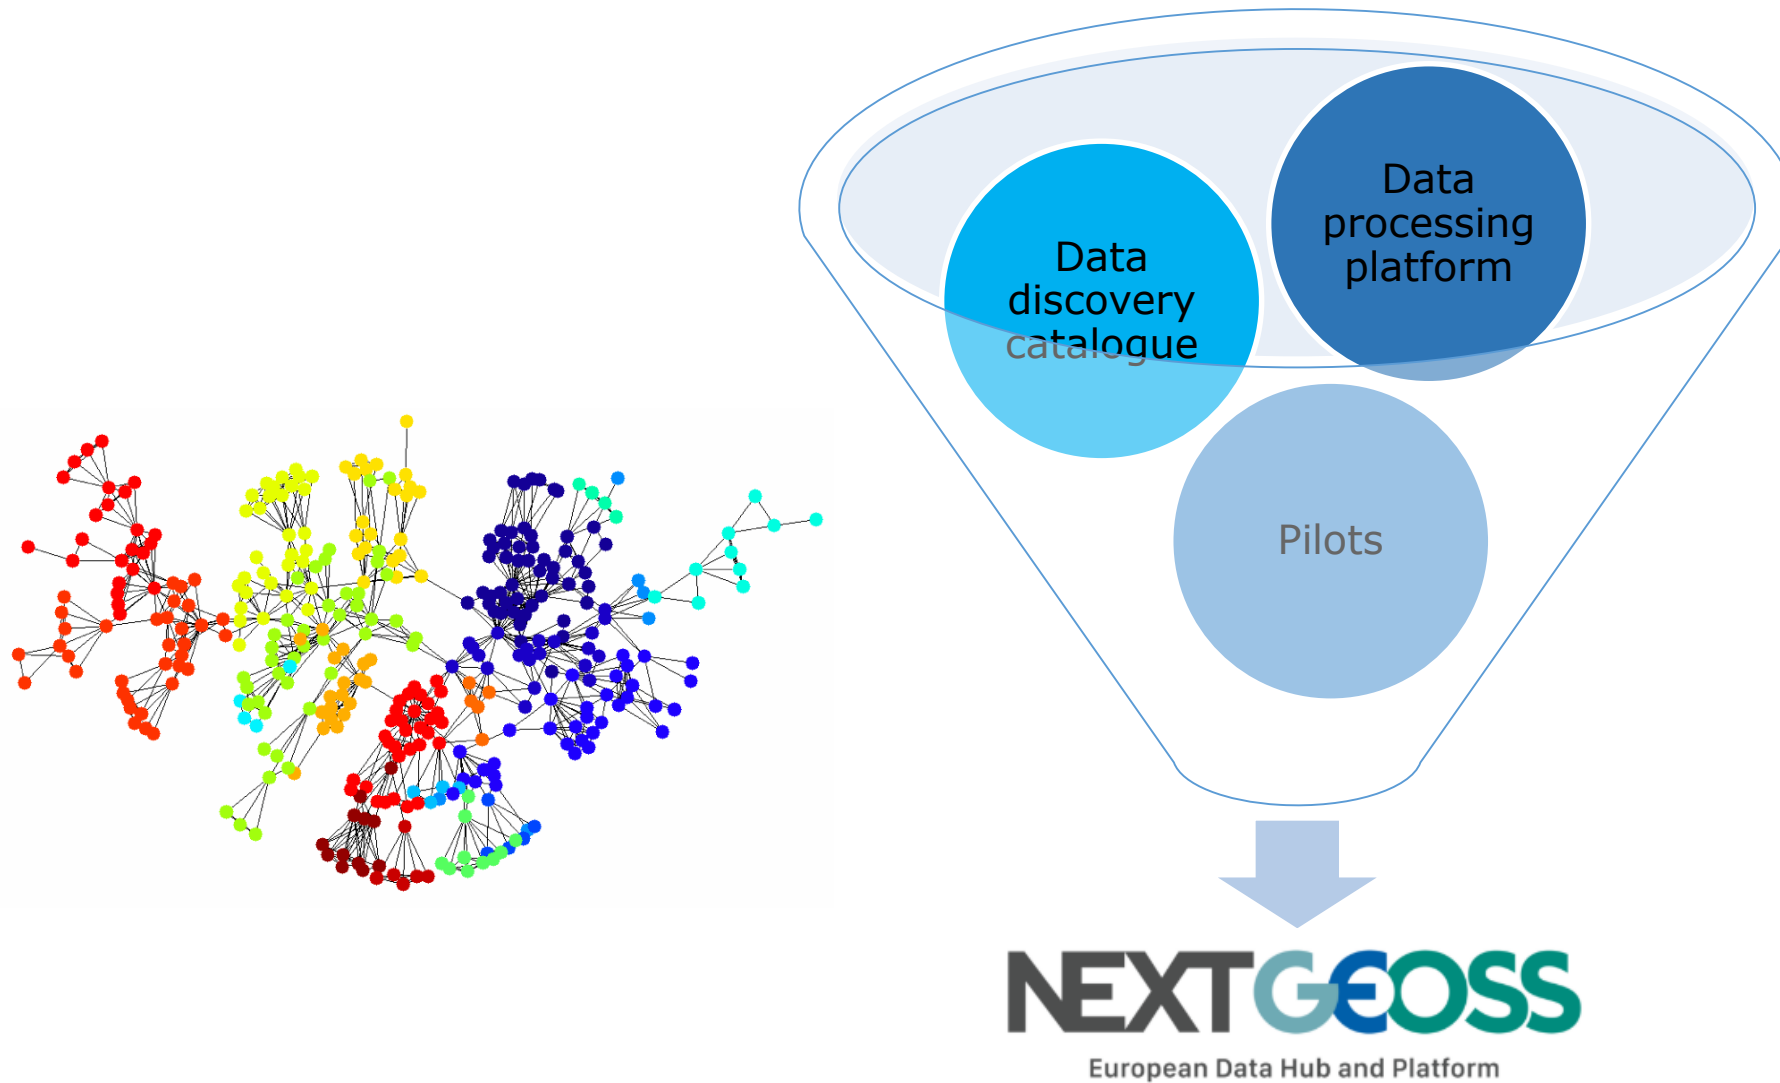 Data
processing
platform
Data
discovery
catalogue
Pilots
NEXTGEOSS
European Data Hub and Platform